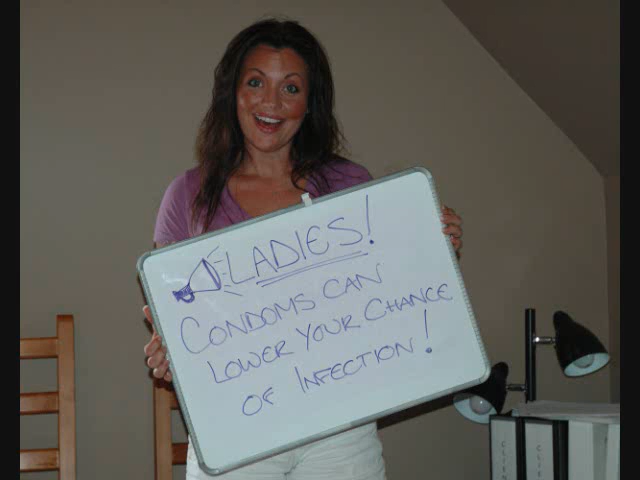 LADIES!
CONDOMS CAN
LOWER YOUR CHANCE
OF INFECTION!